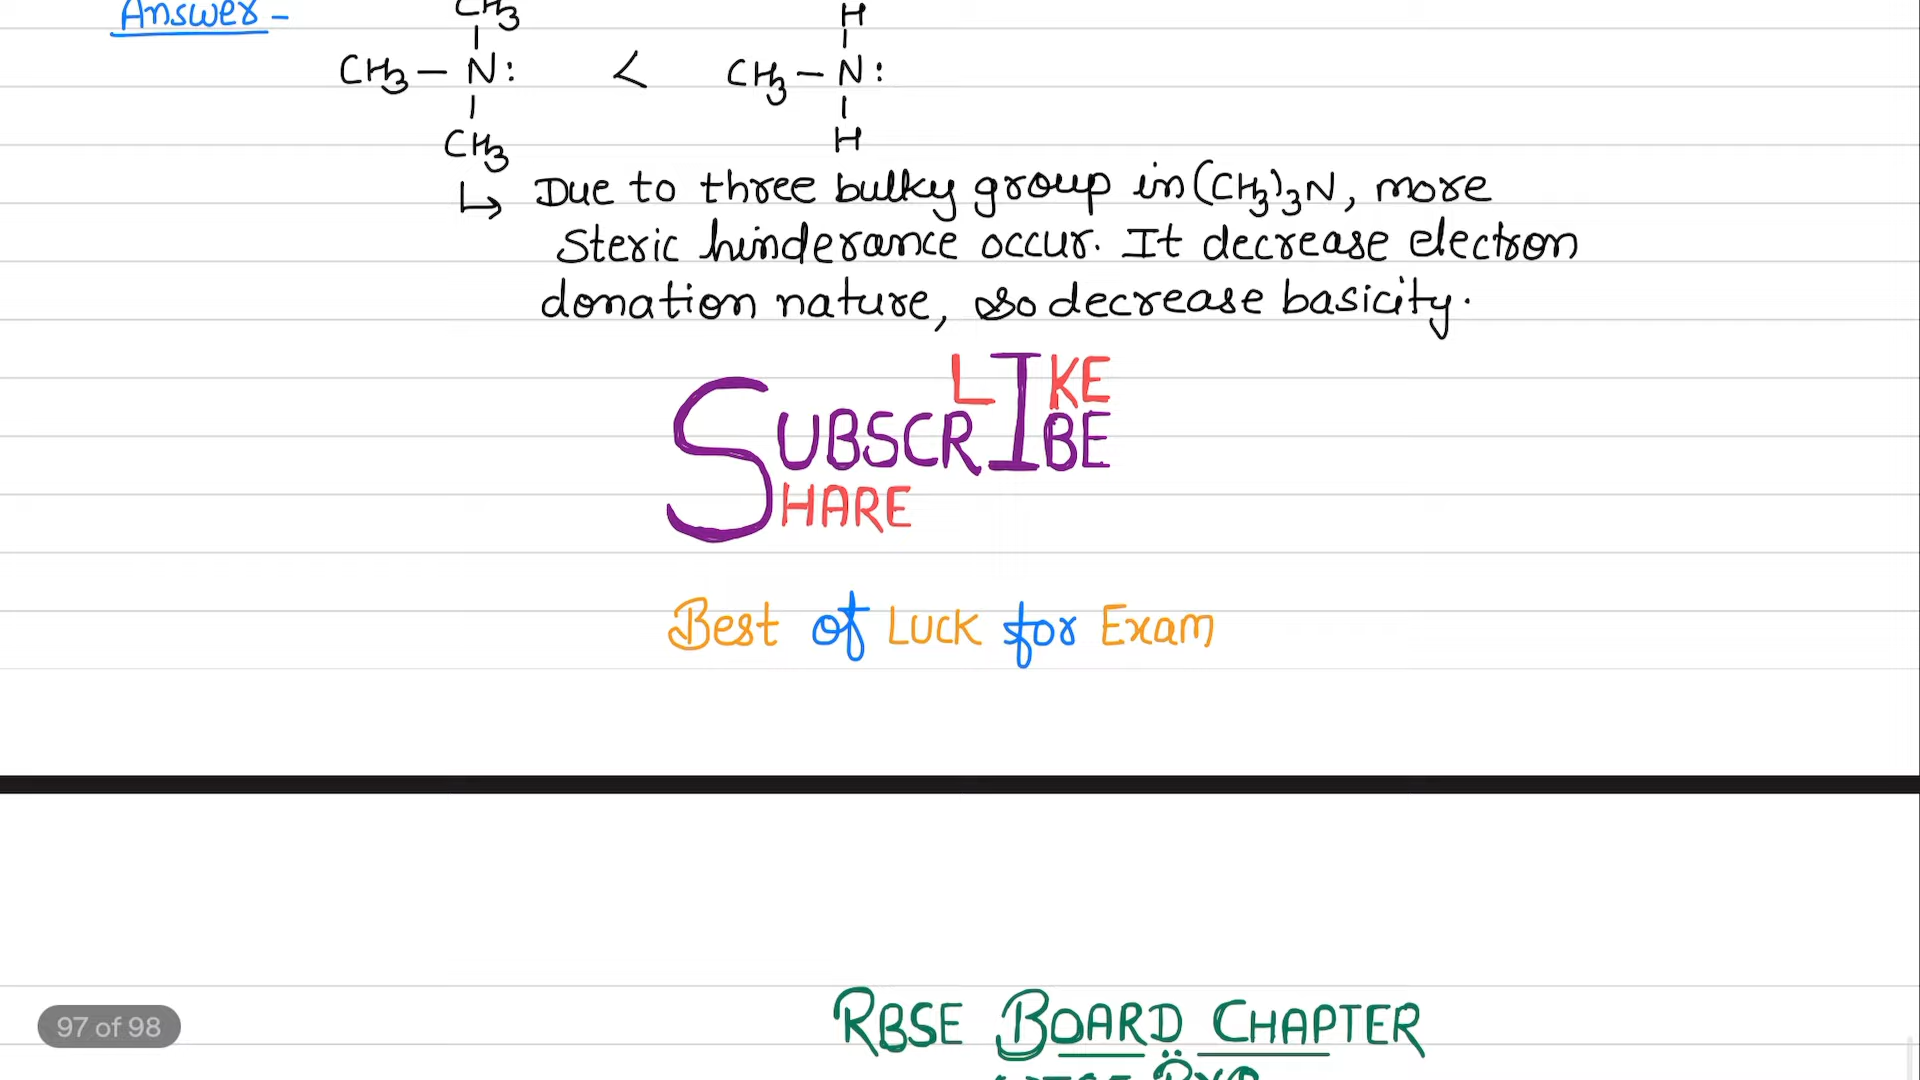 Answer -
CH3
H
CH3 - N: < CH3 - N:
CH3
H
↳ Due to three bulky group in (CH3)3N, more
Steric hinderance occur. It decrease electron
donation nature, so decrease basicity.
LIKE
SUBSCRIBE
SHARE
Best of Luck for Exam
97 of 98
RBSE BOARD CHAPTER